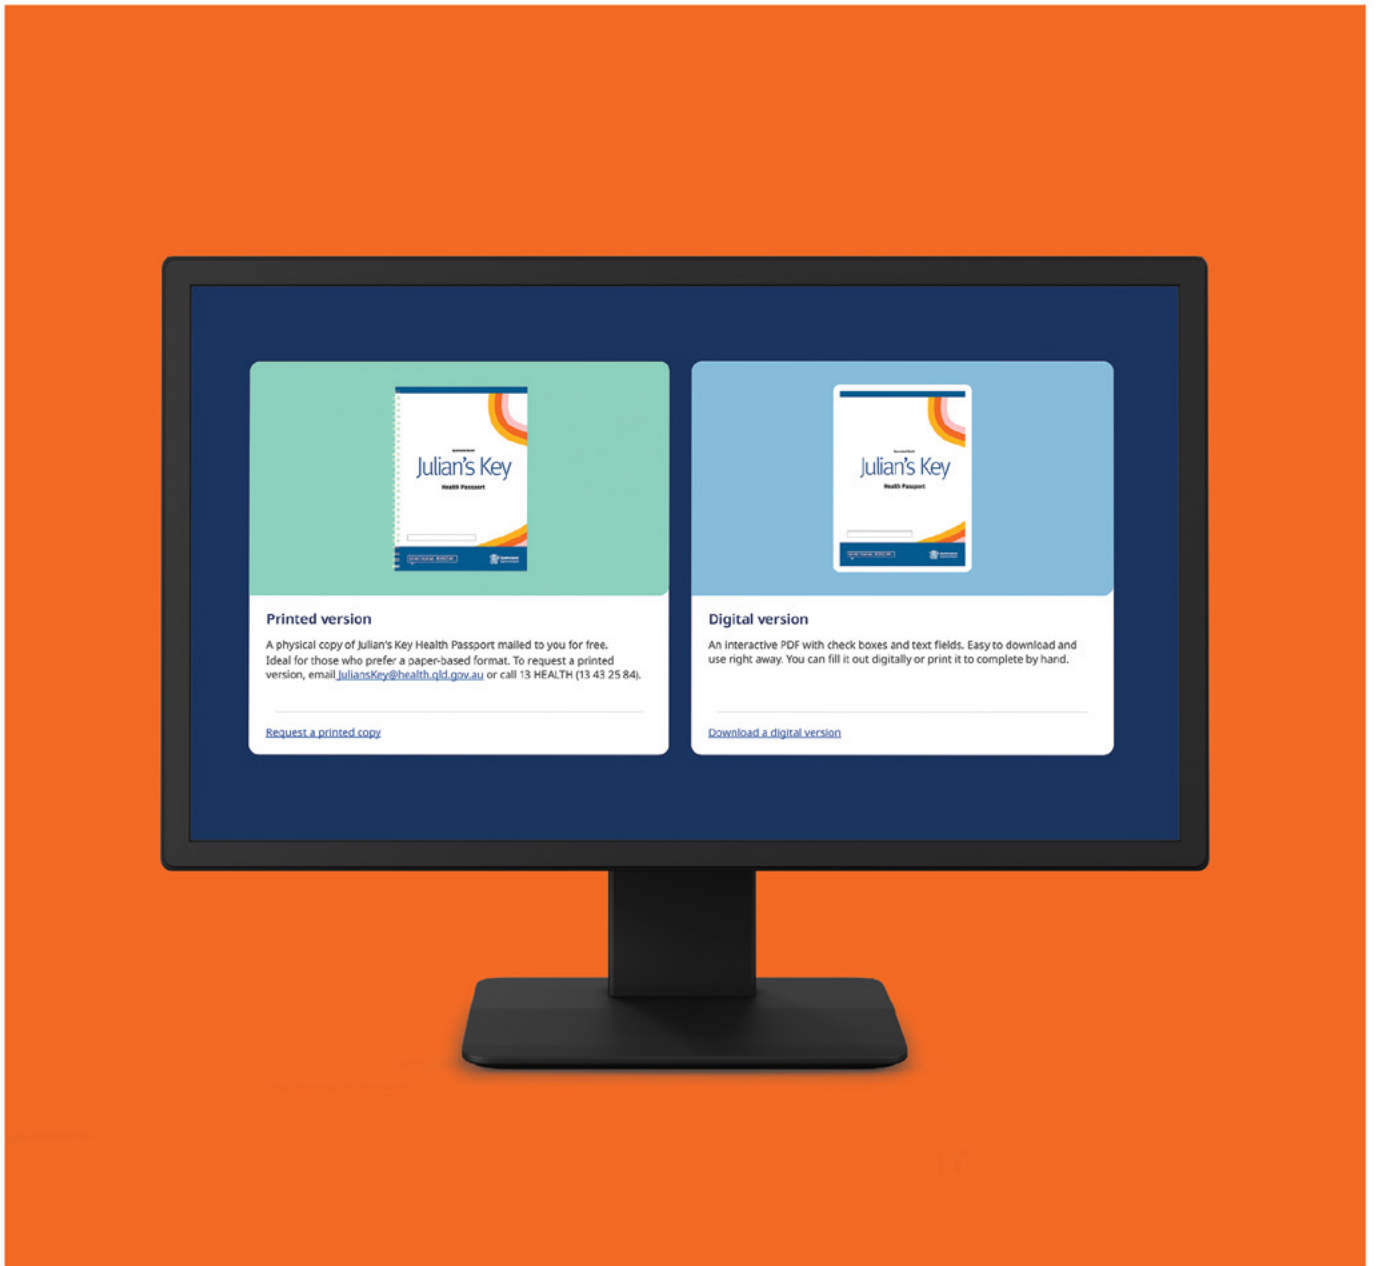 Julian's Key
Health Passport
Queensland
Government
Printed version
A physical copy of Julian's Key Health Passport mailed to you for free.
Ideal for those who prefer a paper-based format. To request a printed
version, email JuliansKey@health.qld.gov.au or call 13 HEALTH (13 43 25 84).
Request a printed copy
Julian's Key
Health Passport
Queensland
Government
Digital version
An interactive PDF with check boxes and text fields. Easy to download and
use right away. You can fill it out digitally or print it to complete by hand.
Download a digital version